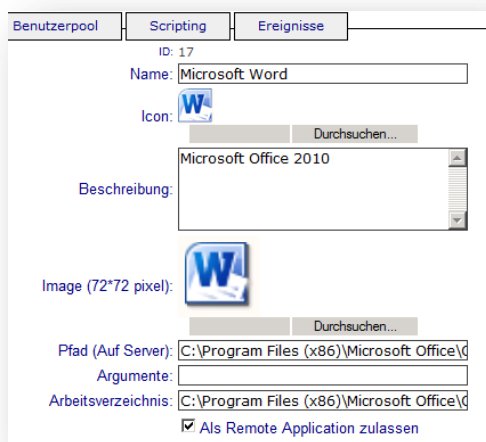 Benutzerpool Scripting Ereignisse
ID: 17
Name: Microsoft Word
Icon: W
Durchsuchen...
Beschreibung: Microsoft Office 2010
Image (72*72 pixel): W
Durchsuchen...
Pfad (Auf Server): C:\Program Files (x86)\Microsoft Office\
Argumente:
Arbeitsverzeichnis: C:\Program Files (x86)\Microsoft Office\
Als Remote Application zulassen